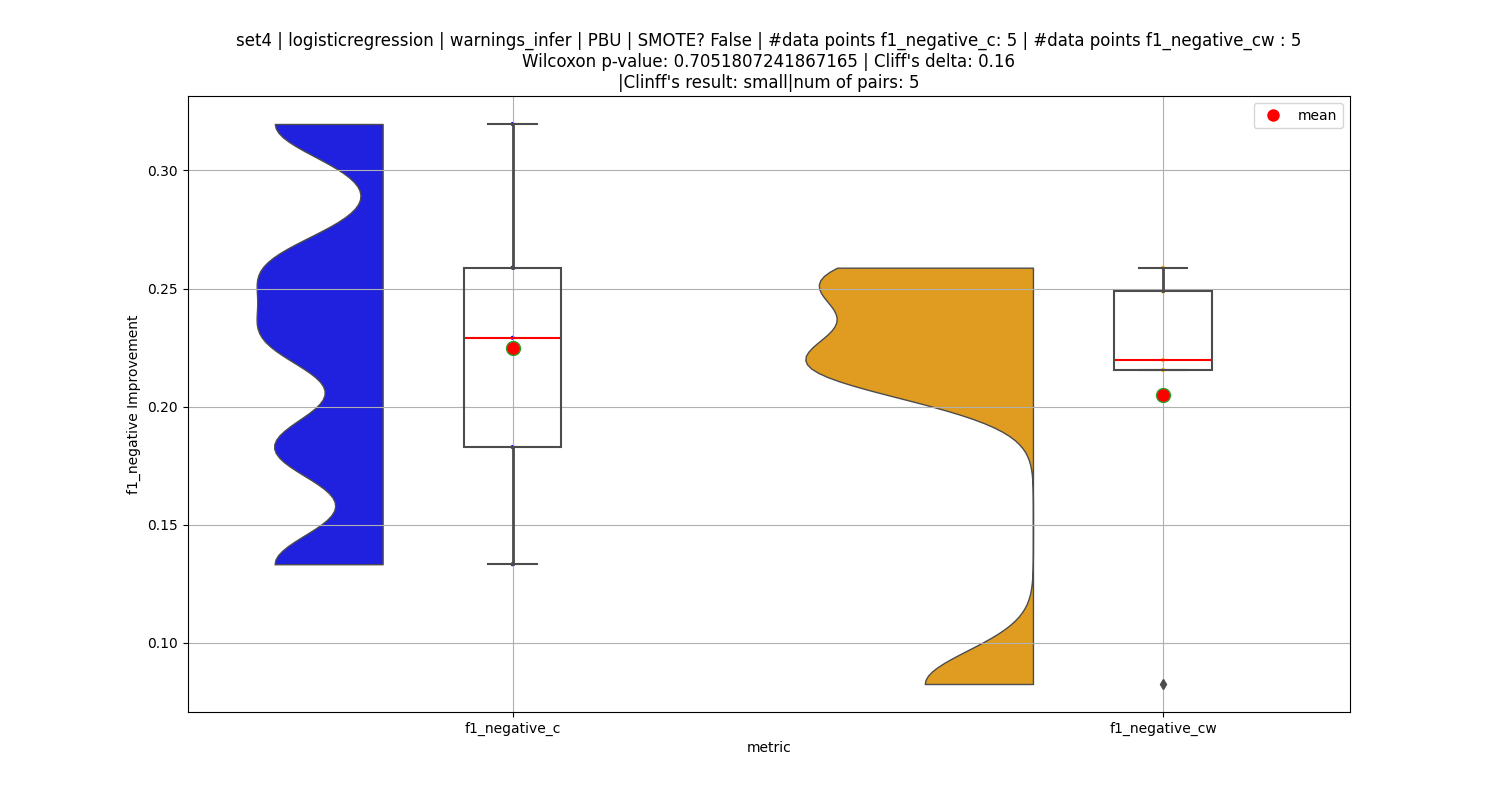 set4 | logisticregression | warnings_infer | PBU | SMOTE? False | #data points f1_negative_c: 5 | #data points f1_negative_cw : 5
Wilcoxon p-value: 0.7051807241867165 | Cliff's delta: 0.16
|Clinff's result: small|num of pairs: 5
mean
0.30
0.25
0.20
0.15
0.10
f1_negative Improvement
f1_negative_c
f1_negative_cw
metric